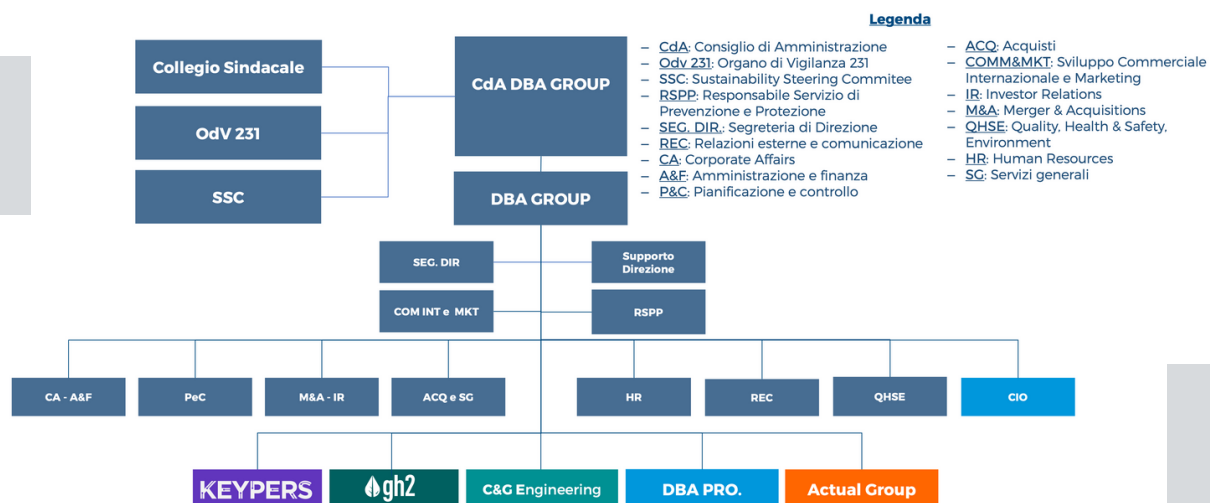 Legenda
Collegio Sindacale
OdV 231
SSC
CdA DBA GROUP
DBA GROUP
– CdA: Consiglio di Amministrazione
– Odv 231: Organo di Vigilanza 231
– SSC: Sustainability Steering Commitee
– RSPP: Responsabile Servizio di
Prevenzione e Protezione
– SEG. DIR.: Segreteria di Direzione
– REC: Relazioni esterne e comunicazione
– CA: Corporate Affairs
– A&F: Amministrazione e finanza
– P&C: Pianificazione e controllo
– ACQ: Acquisti
– COMM&MKT: Sviluppo Commerciale
Internazionale e Marketing
– IR: Investor Relations
– M&A: Merger & Acquisitions
– QHSE: Quality, Health & Safety,
Environment
– HR: Human Resources
– SG: Servizi generali
SEG. DIR
Supporto
Direzione
COM INT e MKT
RSPP
CA - A&F
PeC
M&A - IR
ACQ e SG
HR
REC
QHSE
CIO
KEYPERS
gh2
C&G Engineering
DBA PRO.
Actual Group